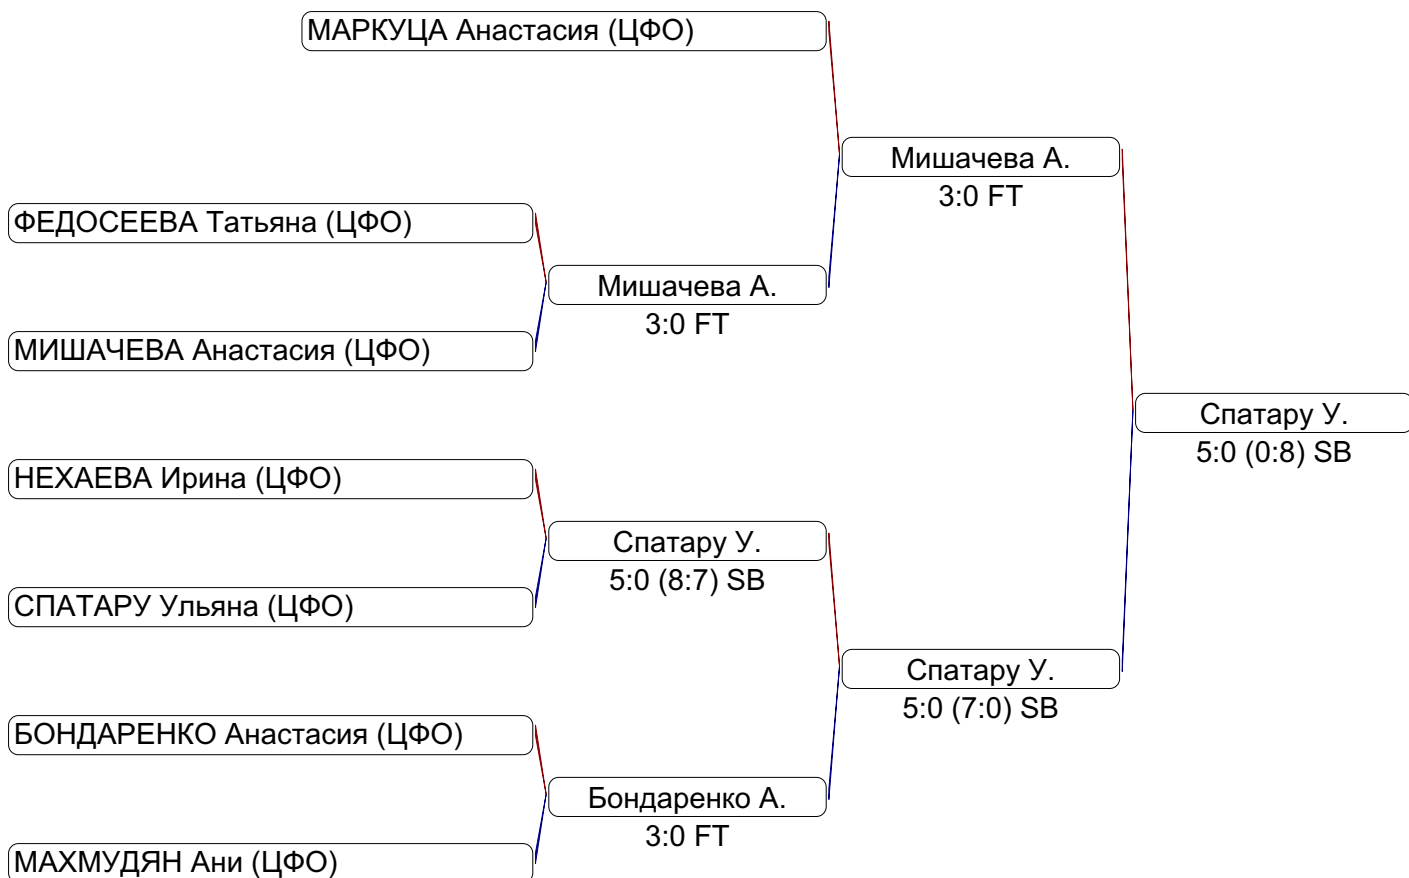 МАРКУЦА Анастасия (ЦФО)
Мишачева А.
3:0 FT
ФЕДОСЕЕВА Татьяна (ЦФО)
Мишачева А.
3:0 FT
МИШАЧЕВА Анастасия (ЦФО)
Спатару У.
5:0 (0:8) SB
НЕХАЕВА Ирина (ЦФО)
Спатару У.
5:0 (8:7) SB
СПАТАРУ Ульяна (ЦФО)
Спатару У.
5:0 (7:0) SB
БОНДАРЕНКО Анастасия (ЦФО)
Бондаренко А.
3:0 FT
МАХМУДЯН Ани (ЦФО)